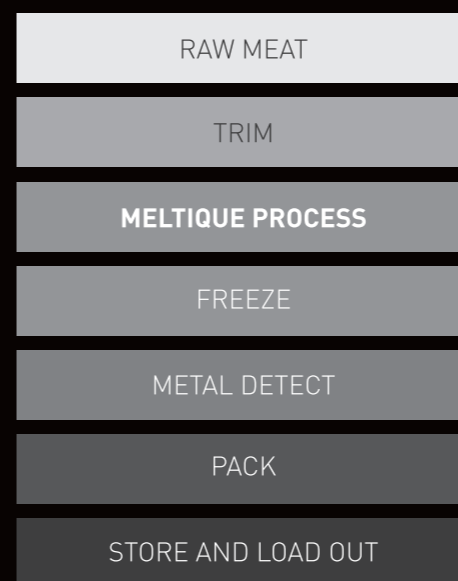 RAW MEAT
TRIM
MELTIQUE PROCESS
FREEZE
METAL DETECT
PACK
STORE AND LOAD OUT